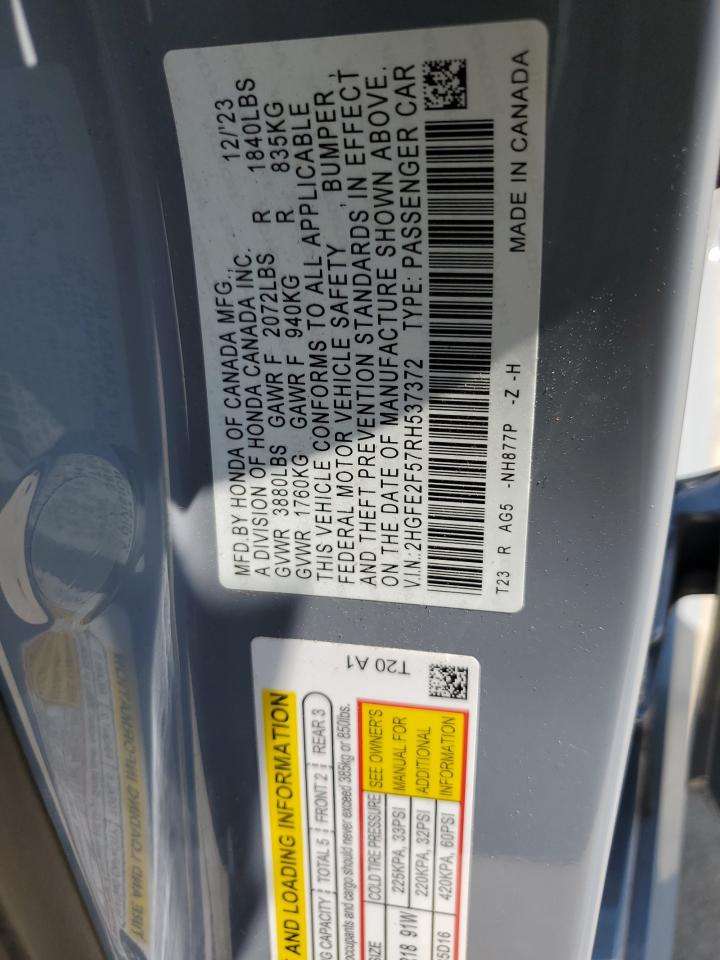 MFD.BY HONDA OF CANADA MFG., 12/'23
A DIVISION OF HONDA CANADA INC.
GVWR 3880LBS GAWR F 2072LBS R 1840LBS
GVWR 1760KG GAWR F 940KG R 835KG
THIS VEHICLE CONFORMS TO ALL APPLICABLE
FEDERAL MOTOR VEHICLE SAFETY, BUMPER,
AND THEFT PREVENTION STANDARDS IN EFFECT
ON THE DATE OF MANUFACTURE SHOWN ABOVE.
V.I.N.:2HGFE2F57RH537372 TYPE: PASSENGER CAR
T23 R AG5 -NH877P -Z -H
MADE IN CANADA
T20 A1
AND LOADING INFORMATION
CAPACITY TOTAL 5 FRONT 2 REAR 3
occupants and cargo should never exceed 385kg or 850lbs.
COLD TIRE PRESSURE SEE OWNER'S
91W 225KPA, 33PSI MANUAL FOR
220KPA, 32PSI ADDITIONAL
420KPA, 60PSI INFORMATION